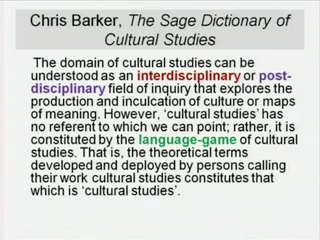 Chris Barker, The Sage Dictionary of
Cultural Studies
The domain of cultural studies can be
understood as an interdisciplinary or post-
disciplinary field of inquiry that explores the
production and inculcation of culture or maps
of meaning. However, ‘cultural studies’ has
no referent to which we can point; rather, it is
constituted by the language-game of cultural
studies. That is, the theoretical terms
developed and deployed by persons calling
their work cultural studies constitutes that
which is ‘cultural studies’.